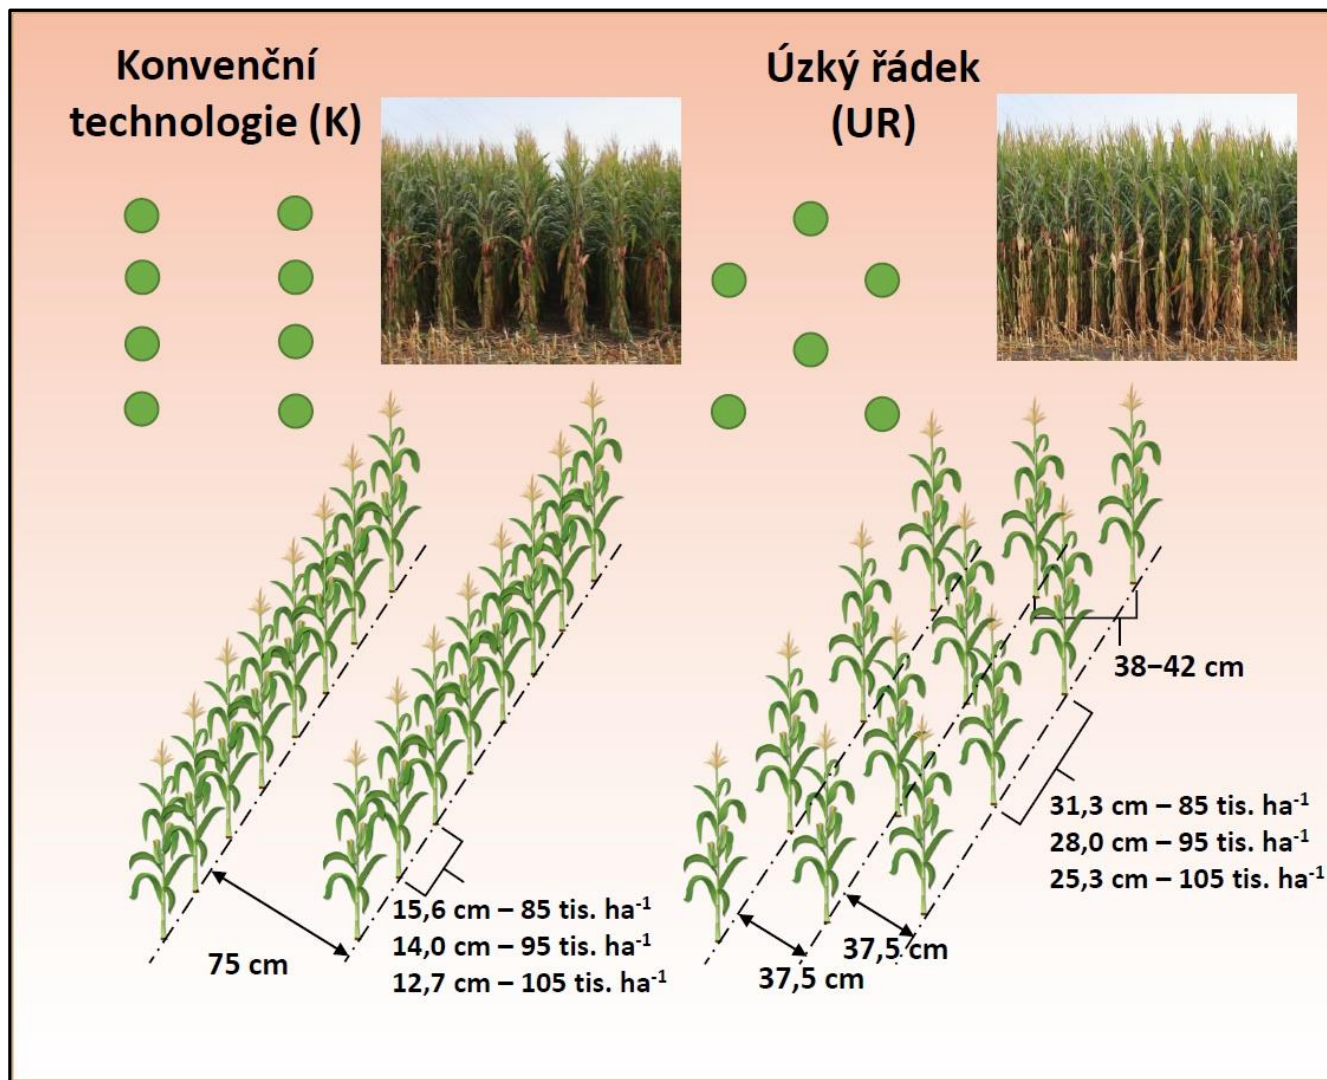 Konvenční
technologie (K)
Úzký řádek
(UR)
38–42 cm
31,3 cm – 85 tis. ha⁻¹
28,0 cm – 95 tis. ha⁻¹
25,3 cm – 105 tis. ha⁻¹
15,6 cm – 85 tis. ha⁻¹
14,0 cm – 95 tis. ha⁻¹
12,7 cm – 105 tis. ha⁻¹
75 cm
37,5 cm
37,5 cm